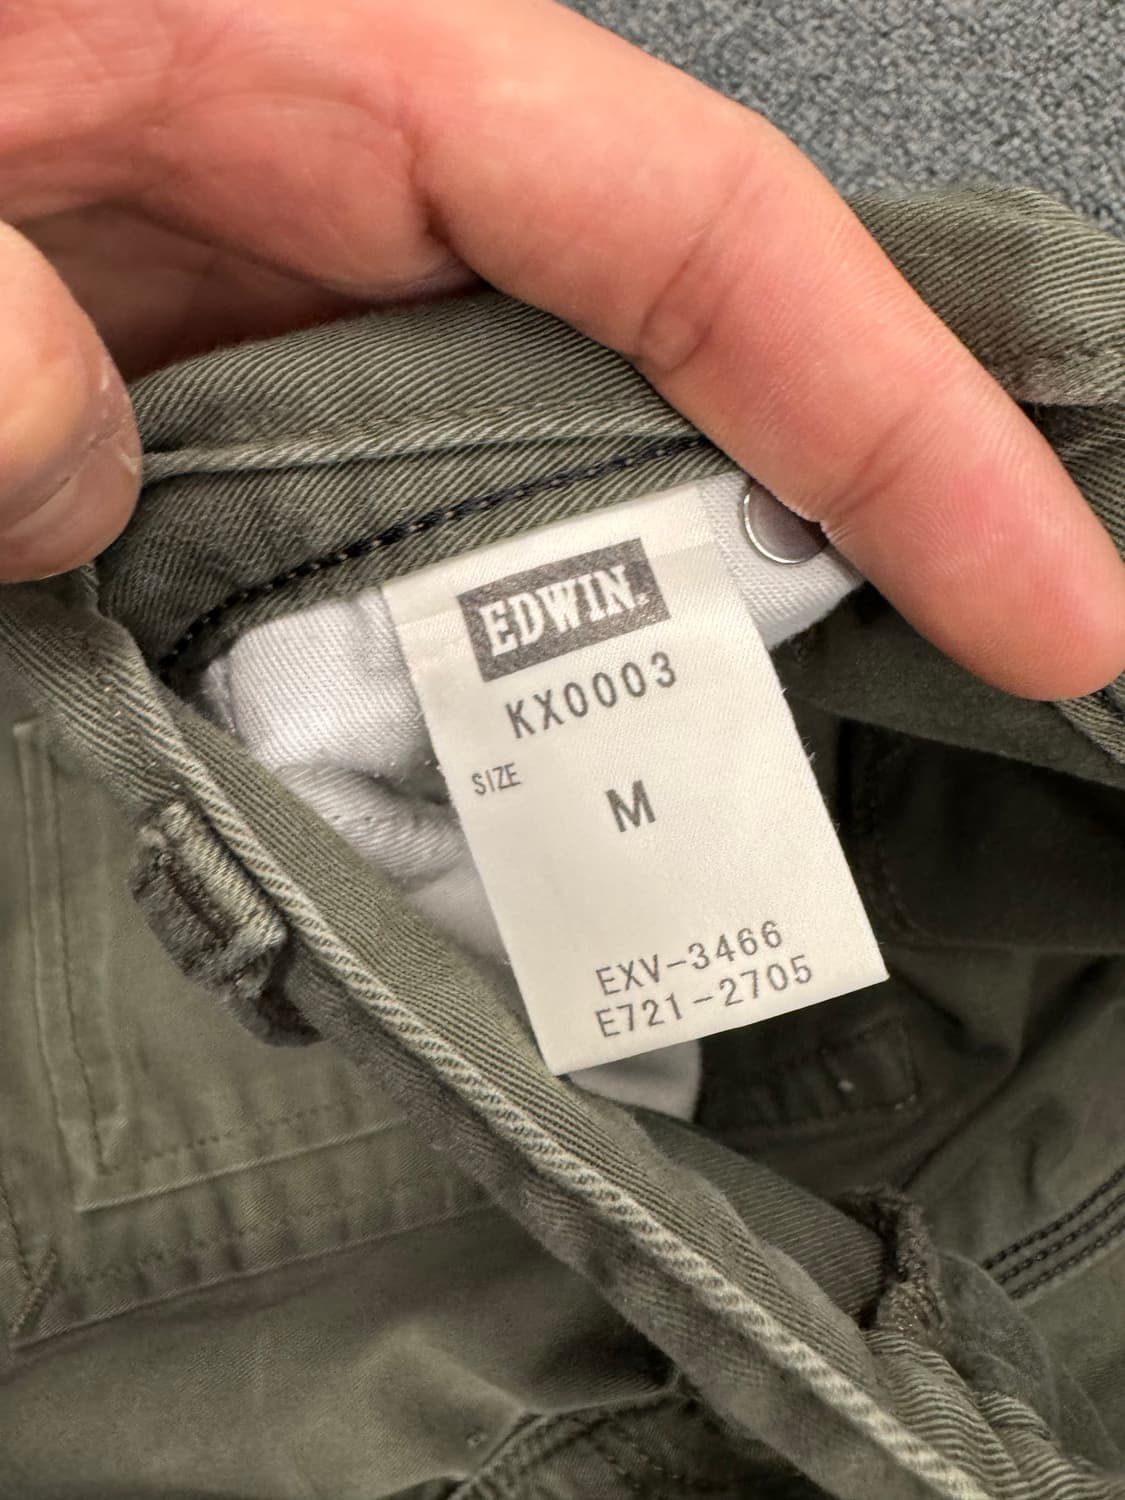 EDWIN.
KX0003
SIZE
M
EXV-3466
E721-2705